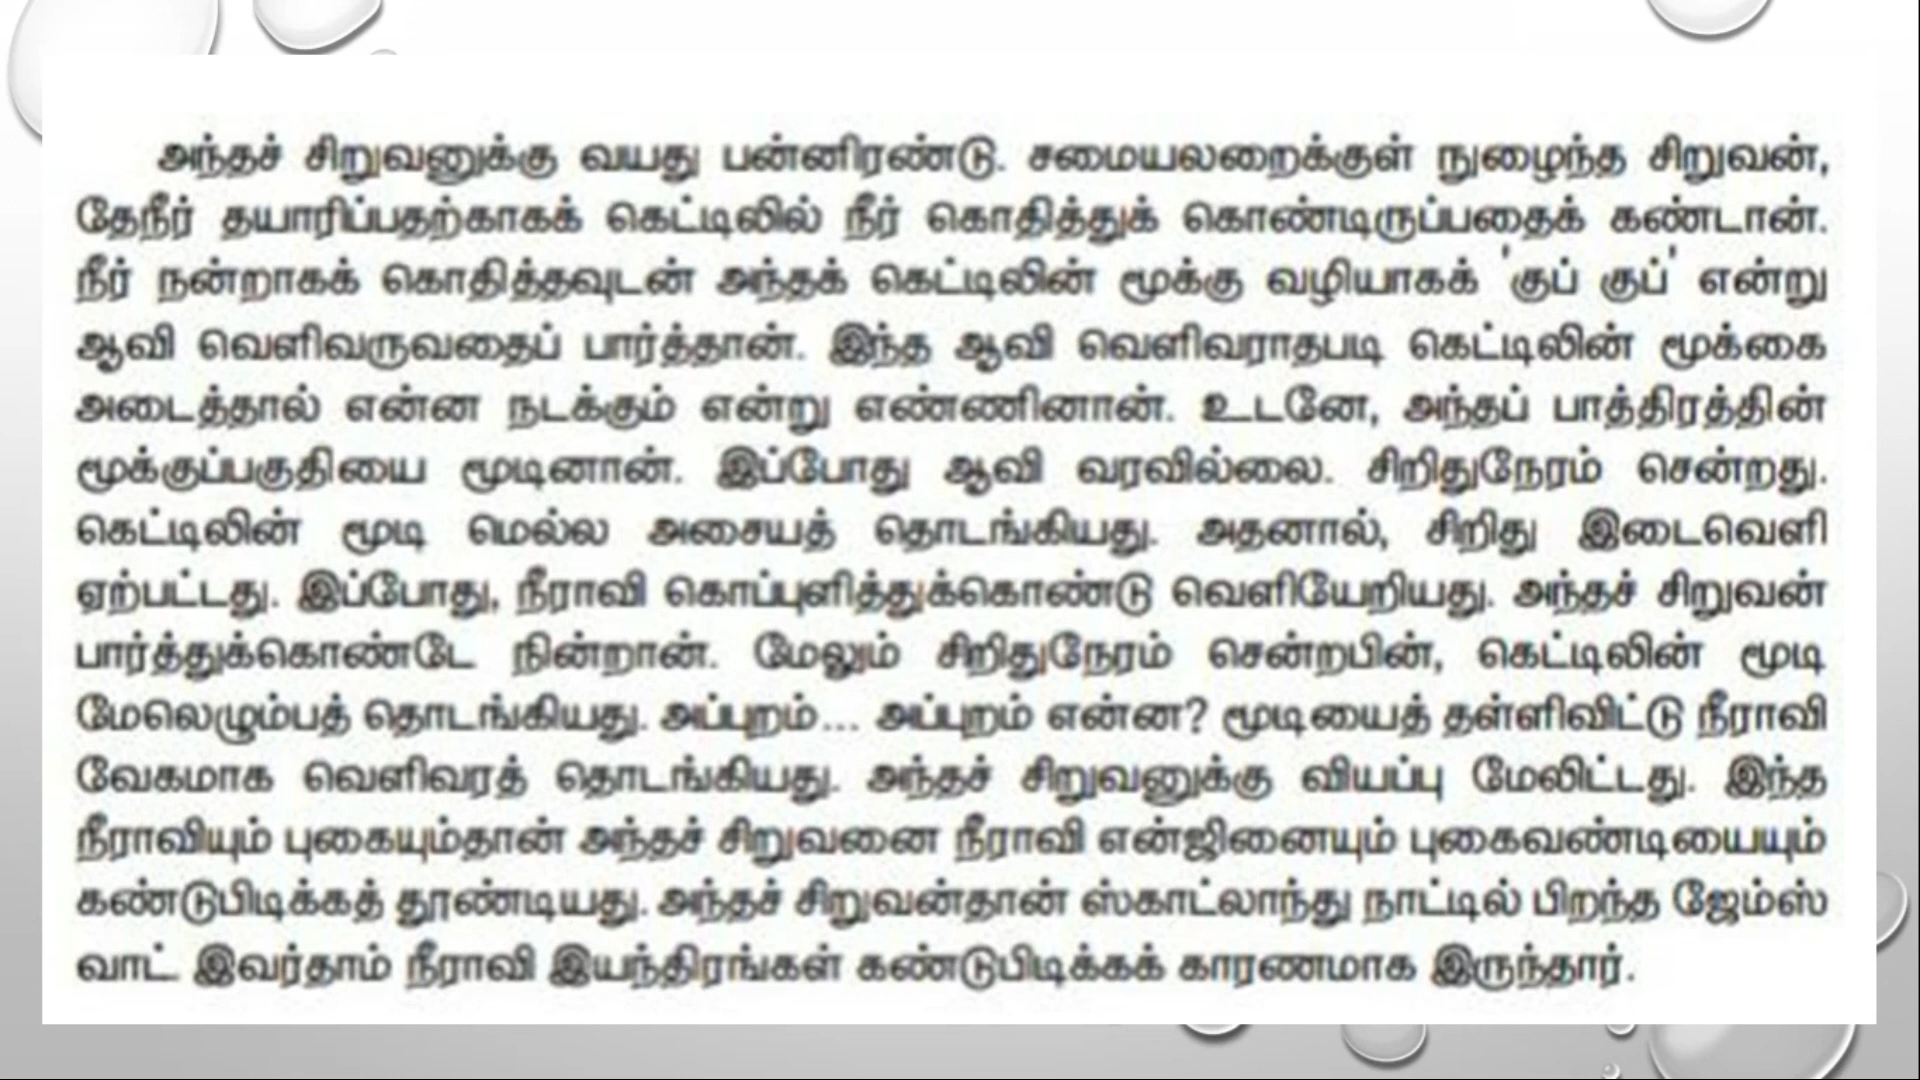 அந்தச் சிறுவனுக்கு வயது பன்னிரண்டு. சமையலறைக்குள் நுழைந்த சிறுவன்,
தேநீர் தயாரிப்பதற்காகக் கெட்டிலில் நீர் கொதித்துக் கொண்டிருப்பதைக் கண்டான்.
நீர் நன்றாகக் கொதித்தவுடன் அந்தக் கெட்டிலின் மூக்கு வழியாகக் 'குப் குப்' என்று
ஆவி வெளிவருவதைப் பார்த்தான். இந்த ஆவி வெளிவராதபடி கெட்டிலின் மூக்கை
அடைத்தால் என்ன நடக்கும் என்று எண்ணினான். உடனே, அந்தப் பாத்திரத்தின்
மூக்குப்பகுதியை மூடினான். இப்போது ஆவி வரவில்லை. சிறிதுநேரம் சென்றது.
கெட்டிலின் மூடி மெல்ல அசையத் தொடங்கியது. அதனால், சிறிது இடைவெளி
ஏற்பட்டது. இப்போது, நீராவி கொப்புளித்துக்கொண்டு வெளியேறியது. அந்தச் சிறுவன்
பார்த்துக்கொண்டே நின்றான். மேலும் சிறிதுநேரம் சென்றபின், கெட்டிலின் மூடி
மேலெழும்பத் தொடங்கியது. அப்புறம்... அப்புறம் என்ன? மூடியைத் தள்ளிவிட்டு நீராவி
வேகமாக வெளிவரத் தொடங்கியது. அந்தச் சிறுவனுக்கு வியப்பு மேலிட்டது. இந்த
நீராவியும் புகையும்தான் அந்தச் சிறுவனை நீராவி என்ஜினையும் புகைவண்டியையும்
கண்டுபிடிக்கத் தூண்டியது. அந்தச் சிறுவன்தான் ஸ்காட்லாந்து நாட்டில் பிறந்த ஜேம்ஸ்
வாட். இவர்தாம் நீராவி இயந்திரங்கள் கண்டுபிடிக்கக் காரணமாக இருந்தார்.